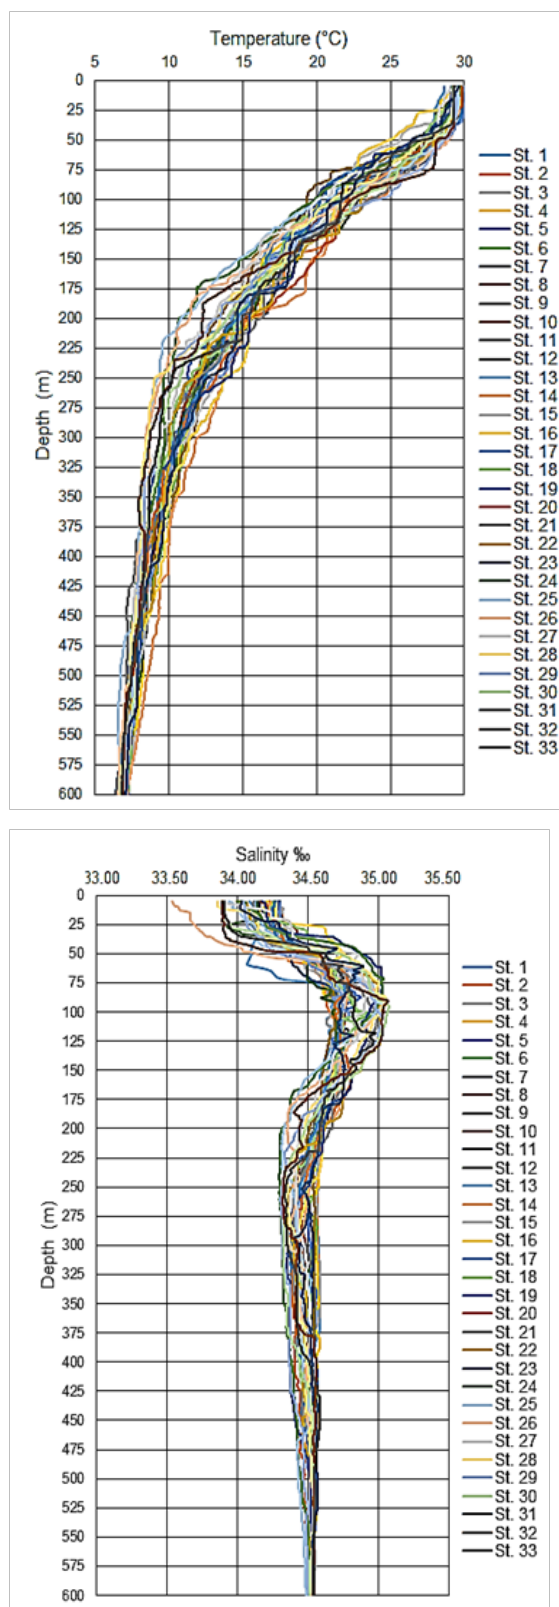 Temperature (°C)
5 10 15 20 25 30
0
25
50
75
100
125
150
175
200
225
250
275
300
325
350
375
400
425
450
475
500
525
550
575
600
Depth (m)
St. 1
St. 2
St. 3
St. 4
St. 5
St. 6
St. 7
St. 8
St. 9
St. 10
St. 11
St. 12
St. 13
St. 14
St. 15
St. 16
St. 17
St. 18
St. 19
St. 20
St. 21
St. 22
St. 23
St. 24
St. 25
St. 26
St. 27
St. 28
St. 29
St. 30
St. 31
St. 32
St. 33
Salinity ‰
33.00 33.50 34.00 34.50 35.00 35.50
0
25
50
75
100
125
150
175
200
225
250
275
300
325
350
375
400
425
450
475
500
525
550
575
600
Depth (m)
St. 1
St. 2
St. 3
St. 4
St. 5
St. 6
St. 7
St. 8
St. 9
St. 10
St. 11
St. 12
St. 13
St. 14
St. 15
St. 16
St. 17
St. 18
St. 19
St. 20
St. 21
St. 22
St. 23
St. 24
St. 25
St. 26
St. 27
St. 28
St. 29
St. 30
St. 31
St. 32
St. 33